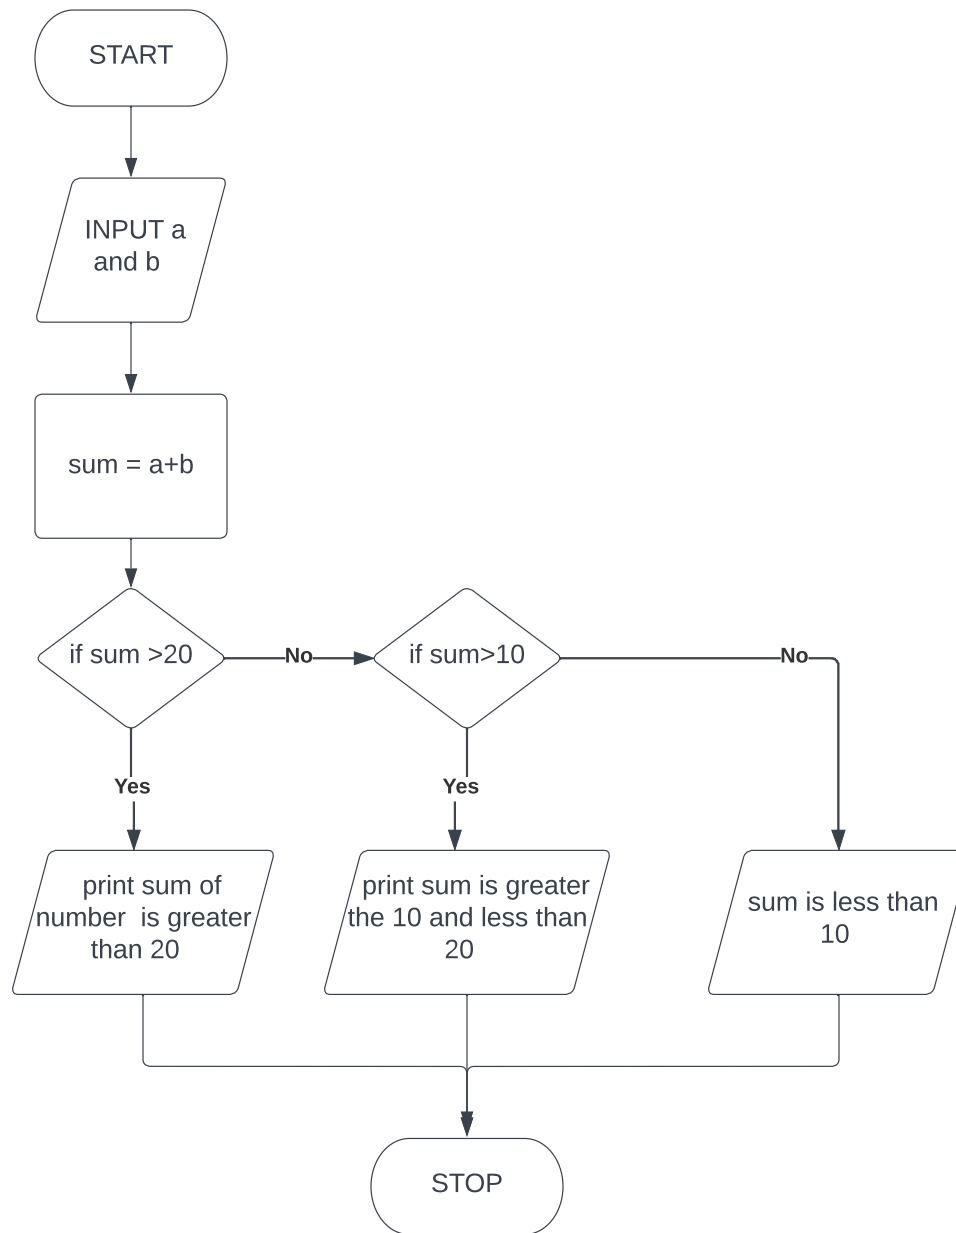 START
INPUT a
and b
sum = a+b
if sum >20
No
if sum>10
No
Yes
Yes
print sum of
number  is greater
than 20
print sum is greater
the 10 and less than
20
sum is less than
10
STOP